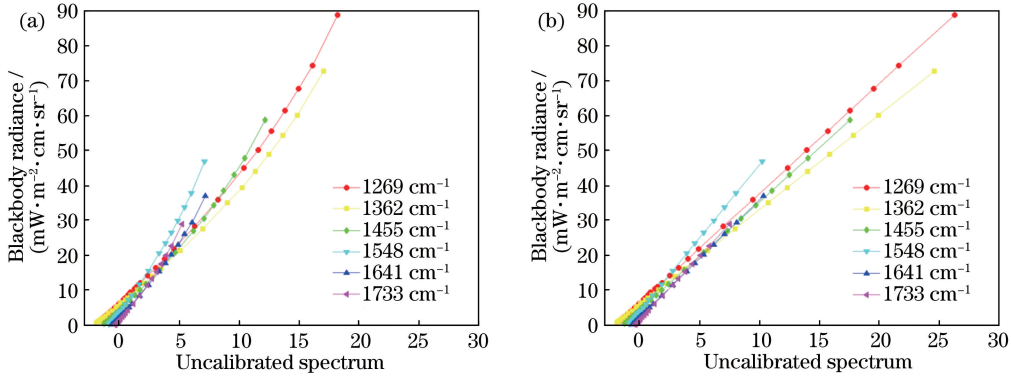 (a)
Blackbody radiance /
(mW·m⁻²·cm·sr⁻¹)
90
80
70
60
50
40
30
20
10
0
0
5
10
15
20
25
30
Uncalibrated spectrum
1269 cm⁻¹
1362 cm⁻¹
1455 cm⁻¹
1548 cm⁻¹
1641 cm⁻¹
1733 cm⁻¹
(b)
Blackbody radiance /
(mW·m⁻²·cm·sr⁻¹)
90
80
70
60
50
40
30
20
10
0
0
5
10
15
20
25
30
Uncalibrated spectrum
1269 cm⁻¹
1362 cm⁻¹
1455 cm⁻¹
1548 cm⁻¹
1641 cm⁻¹
1733 cm⁻¹